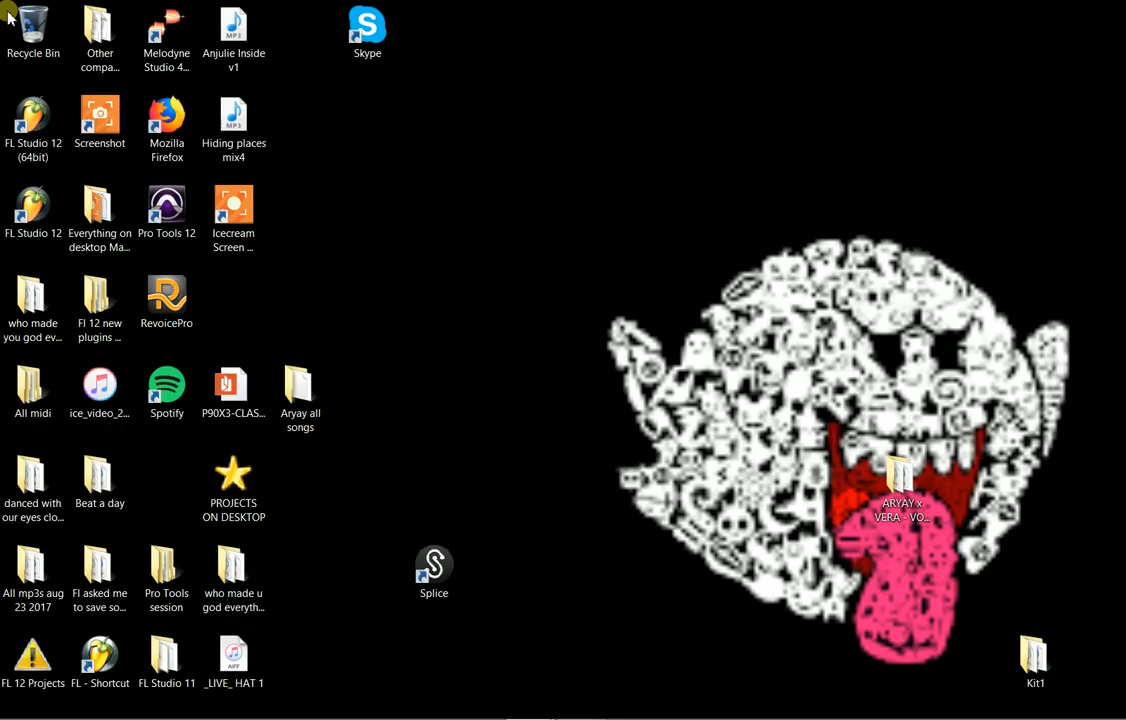 Recycle Bin
Other
compa...
Melodyne
Studio 4...
Anjulie Inside
v1
Skype
FL Studio 12
(64bit)
Screenshot
Mozilla
Firefox
Hiding places
mix4
FL Studio 12
Everything on
desktop Ma...
Pro Tools 12
Icecream
Screen ...
who made
you god ev...
Fl 12 new
plugins ...
RevoicePro
All midi
ice_video_2...
Spotify
P90X3-CLAS...
Aryay all
songs
danced with
our eyes clo...
Beat a day
PROJECTS
ON DESKTOP
ARYAY x
VERA - VO...
All mp3s aug
23 2017
Fl asked me
to save so...
Pro Tools
session
who made u
god everyth...
Splice
FL 12 Projects
FL - Shortcut
FL Studio 11
_LIVE_ HAT 1
Kit1